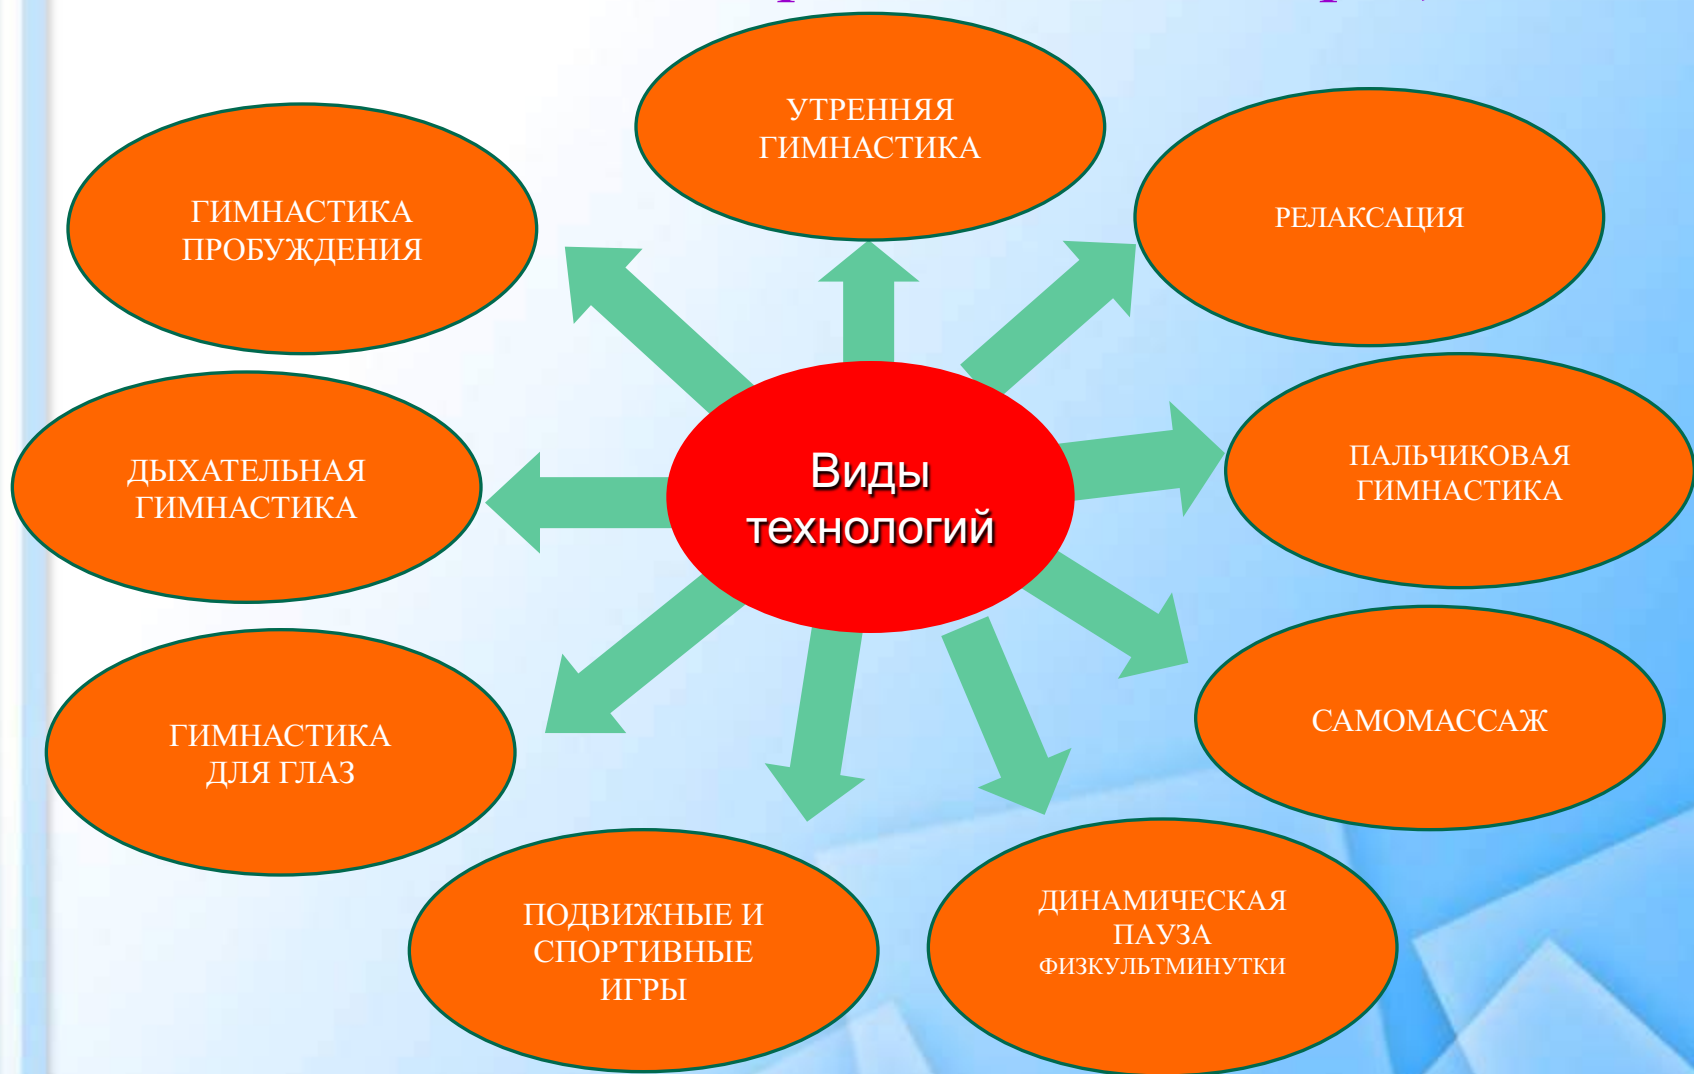 УТРЕННЯЯ
ГИМНАСТИКА
ГИМНАСТИКА
ПРОБУЖДЕНИЯ
РЕЛАКСАЦИЯ
ДЫХАТЕЛЬНАЯ
ГИМНАСТИКА
Виды
технологий
ПАЛЬЧИКОВАЯ
ГИМНАСТИКА
ГИМНАСТИКА
ДЛЯ ГЛАЗ
САМОМАССАЖ
ПОДВИЖНЫЕ И
СПОРТИВНЫЕ
ИГРЫ
ДИНАМИЧЕСКАЯ
ПАУЗА
ФИЗКУЛЬТМИНУТКИ